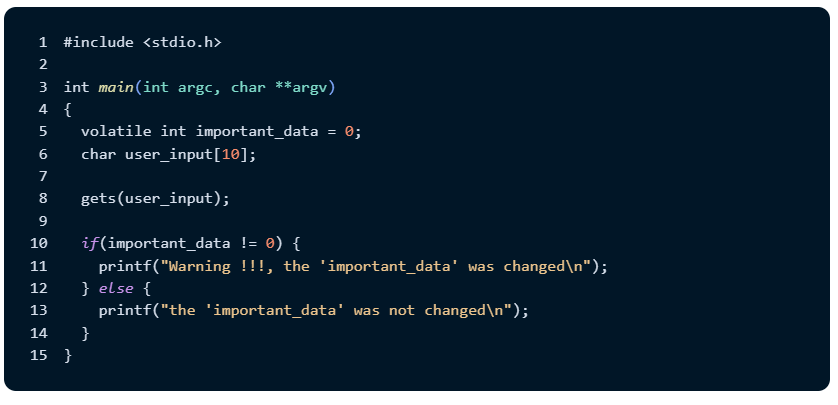 1 #include <stdio.h>
2
3 int main(int argc, char **argv)
4 {
5   volatile int important_data = 0;
6   char user_input[10];
7
8   gets(user_input);
9
10   if(important_data != 0) {
11     printf("Warning !!!, the 'important_data' was changed\n");
12   } else {
13     printf("the 'important_data' was not changed\n");
14   }
15 }